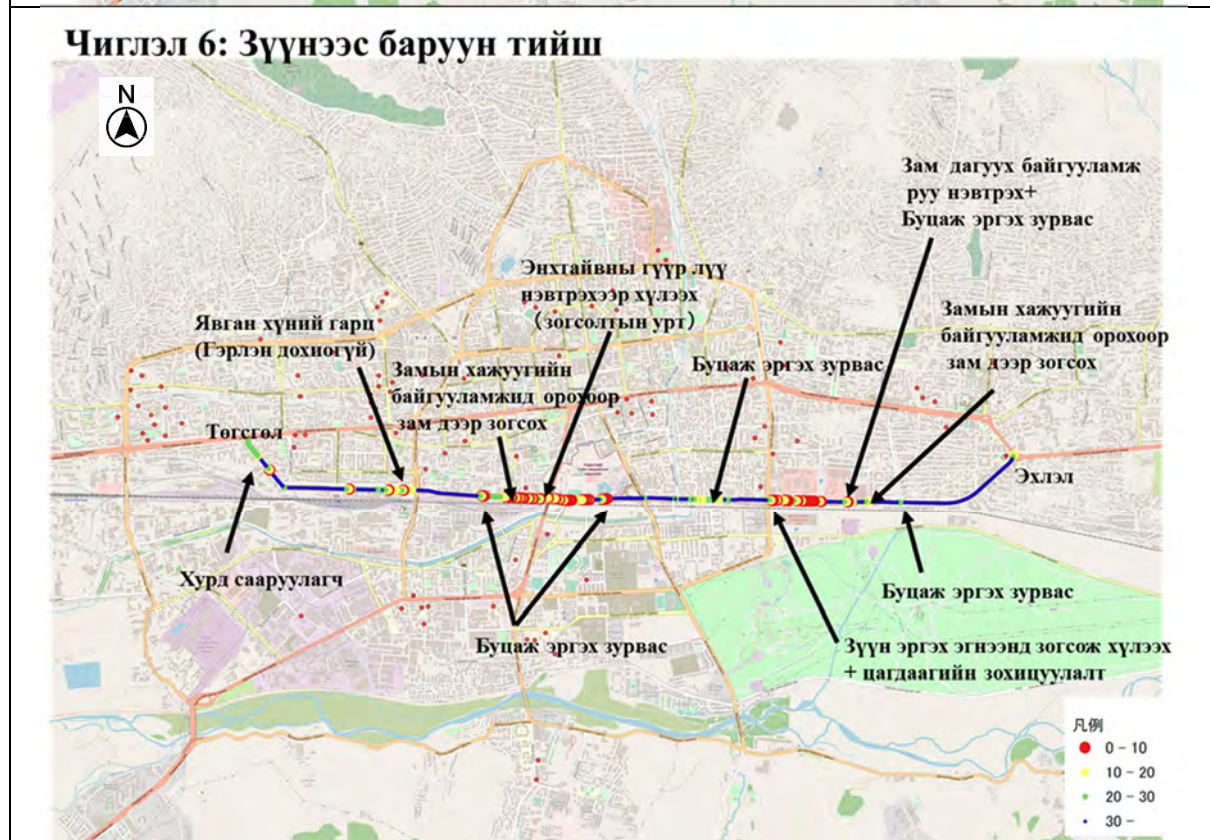 Чиглэл 6: Зүүнээс баруун тийш
N
Зам дагуух байгууламж
руу нэвтрэх+
Буцаж эргэх зурвас
Энхтайвны гүүр лүү
нэвтрэхээр хүлээх
(зогсолтын урт)
Явган хүний гарц
(Гэрлэн дохиогүй)
Замын хажуугийн
байгууламжид орохоор
зам дээр зогсох
Буцаж эргэх зурвас
Замын хажуугийн
байгууламжид орохоор
зам дээр зогсох
Төгсгөл
Эхлэл
Хурд сааруулагч
Буцаж эргэх зурвас
Буцаж эргэх зурвас
Зүүн эргэх эгнээнд зогсож хүлээх
+ цагдаагийн зохицуулалт
凡例
0 - 10
10 - 20
20 - 30
30 -